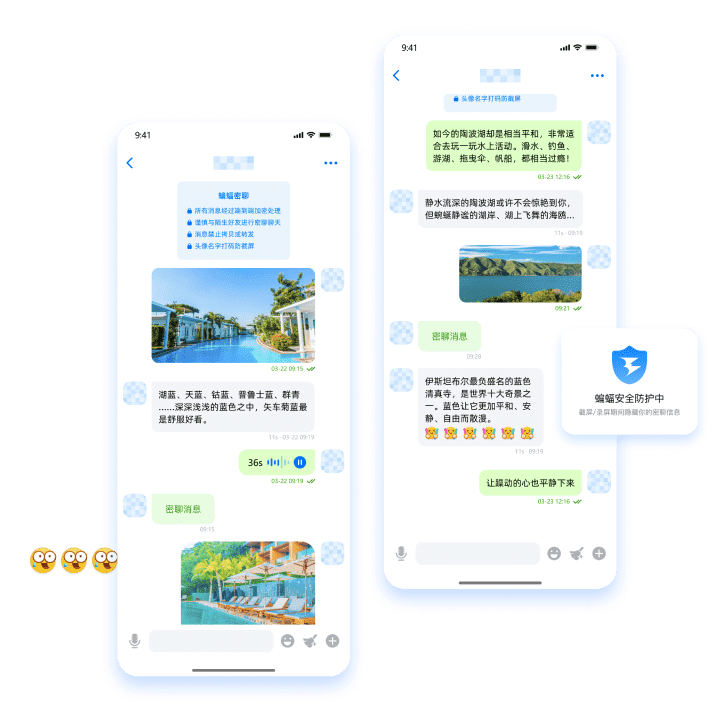 9:41
蝙蝠密聊
所有消息经过端到端加密处理
谨慎与陌生好友进行密聊聊天
消息禁止拷贝或转发
头像名字打码防截屏
03-22 09:15
湖蓝、天蓝、钴蓝、普鲁士蓝、群青
......深深浅浅的蓝色之中，矢车菊蓝最
是舒服好看。
11s · 03-22 09:19
36s
03-22 09:19
密聊消息
09:15
9:41
头像名字打码防截屏
如今的陶波湖却是相当平和，非常适
合去玩一玩水上活动。滑水、钓鱼、
游湖、拖曳伞、帆船，都相当过瘾！
03-23 12:16
静水流深的陶波湖或许不会惊艳到你，
但蜿蜒静谧的湖岸、湖上飞舞的海鸥...
11s · 09:19
09:21
密聊消息
09:28
伊斯坦布尔最负盛名的蓝色
清真寺，是世界十大奇景之
一。蓝色让它更加平和、安
静、自由而散漫。
11s · 09:19
让躁动的心也平静下来
03-23 12:16
蝙蝠安全防护中
截屏/录屏期间隐藏你的密聊信息